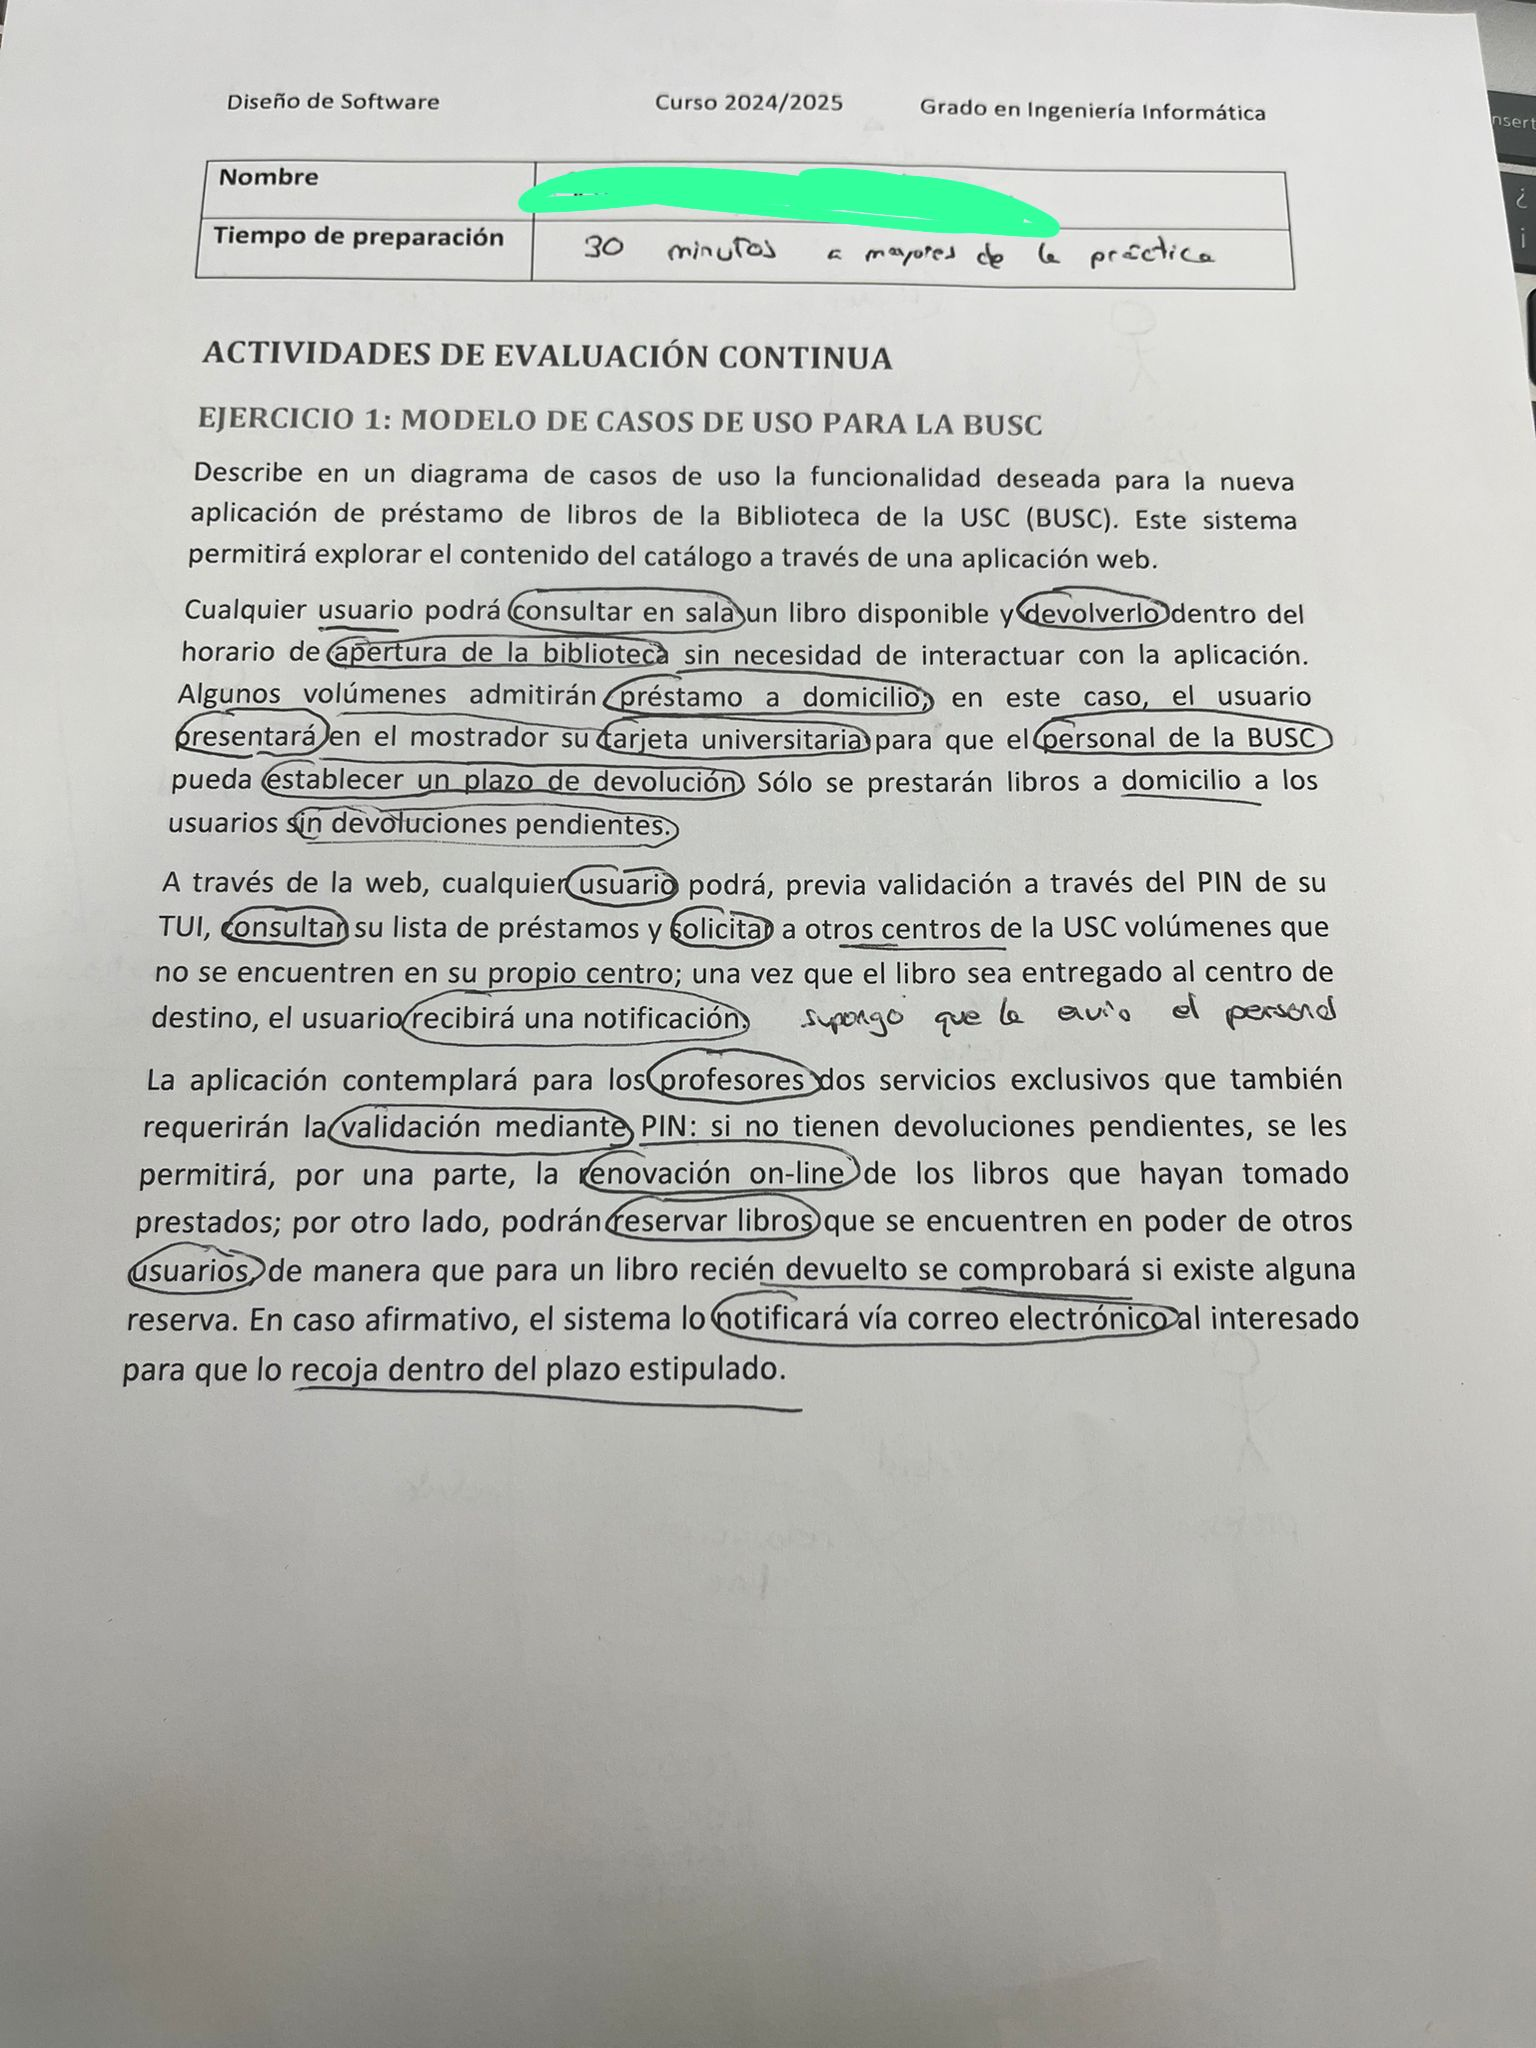 Diseño de Software Curso 2024/2025 Grado en Ingeniería Informática
Nombre
Tiempo de preparación 30 minutos a mayores de la práctica
ACTIVIDADES DE EVALUACIÓN CONTINUA
EJERCICIO 1: MODELO DE CASOS DE USO PARA LA BUSC
Describe en un diagrama de casos de uso la funcionalidad deseada para la nueva
aplicación de préstamo de libros de la Biblioteca de la USC (BUSC). Este sistema
permitirá explorar el contenido del catálogo a través de una aplicación web.
Cualquier usuario podrá consultar en sala un libro disponible y devolverlo dentro del
horario de apertura de la biblioteca sin necesidad de interactuar con la aplicación.
Algunos volúmenes admitirán préstamo a domicilio; en este caso, el usuario
presentará en el mostrador su tarjeta universitaria para que el personal de la BUSC
pueda establecer un plazo de devolución. Sólo se prestarán libros a domicilio a los
usuarios sin devoluciones pendientes.
A través de la web, cualquier usuario podrá, previa validación a través del PIN de su
TUI, consultar su lista de préstamos y solicitar a otros centros de la USC volúmenes que
no se encuentren en su propio centro; una vez que el libro sea entregado al centro de
destino, el usuario recibirá una notificación. supongo que la envia el personal
La aplicación contemplará para los profesores dos servicios exclusivos que también
requerirán la validación mediante PIN: si no tienen devoluciones pendientes, se les
permitirá, por una parte, la renovación on-line de los libros que hayan tomado
prestados; por otro lado, podrán reservar libros que se encuentren en poder de otros
usuarios, de manera que para un libro recién devuelto se comprobará si existe alguna
reserva. En caso afirmativo, el sistema lo notificará vía correo electrónico al interesado
para que lo recoja dentro del plazo estipulado.
nsert
¿
¡